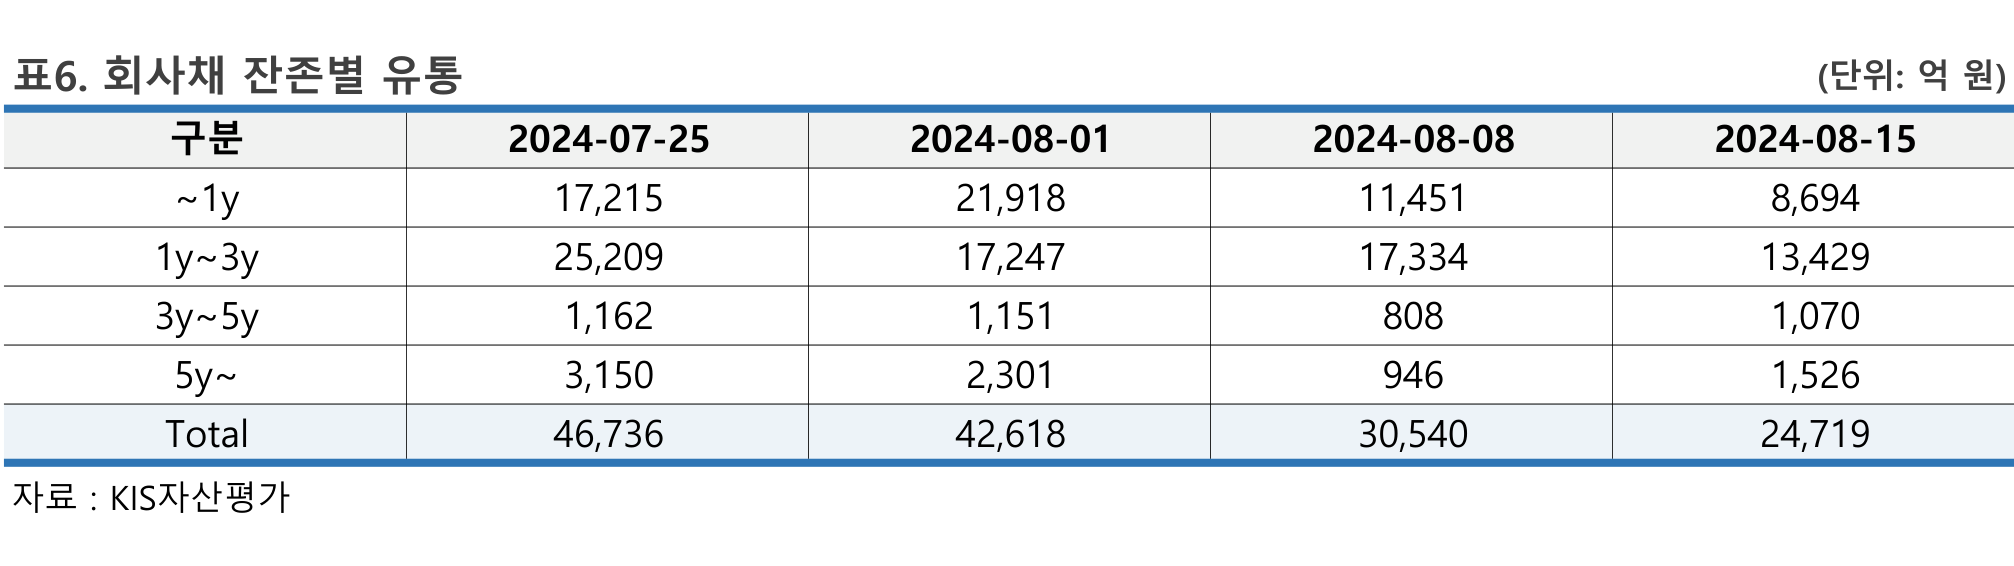 표6. 회사채 잔존별 유통 (단위: 억 원)
구분 2024-07-25 2024-08-01 2024-08-08 2024-08-15
~1y 17,215 21,918 11,451 8,694
1y~3y 25,209 17,247 17,334 13,429
3y~5y 1,162 1,151 808 1,070
5y~ 3,150 2,301 946 1,526
Total 46,736 42,618 30,540 24,719
자료 : KIS자산평가